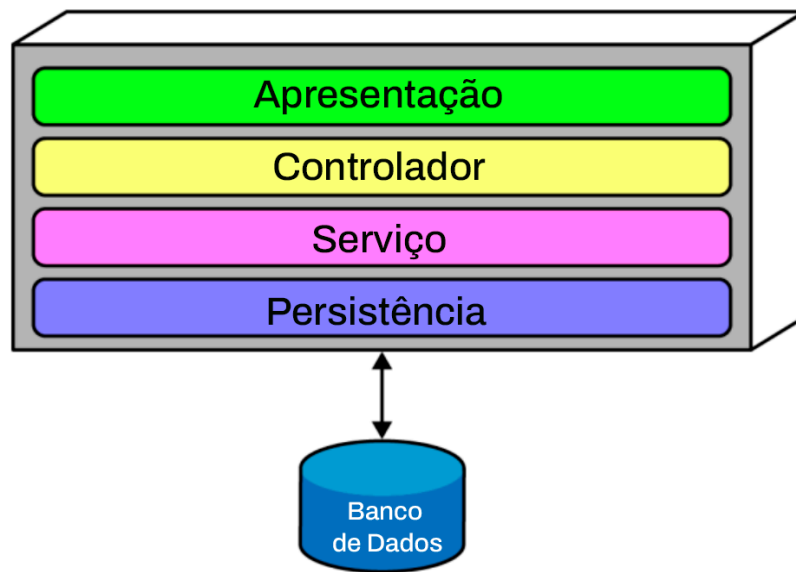 Apresentação
Controlador
Serviço
Persistência
Banco
de Dados